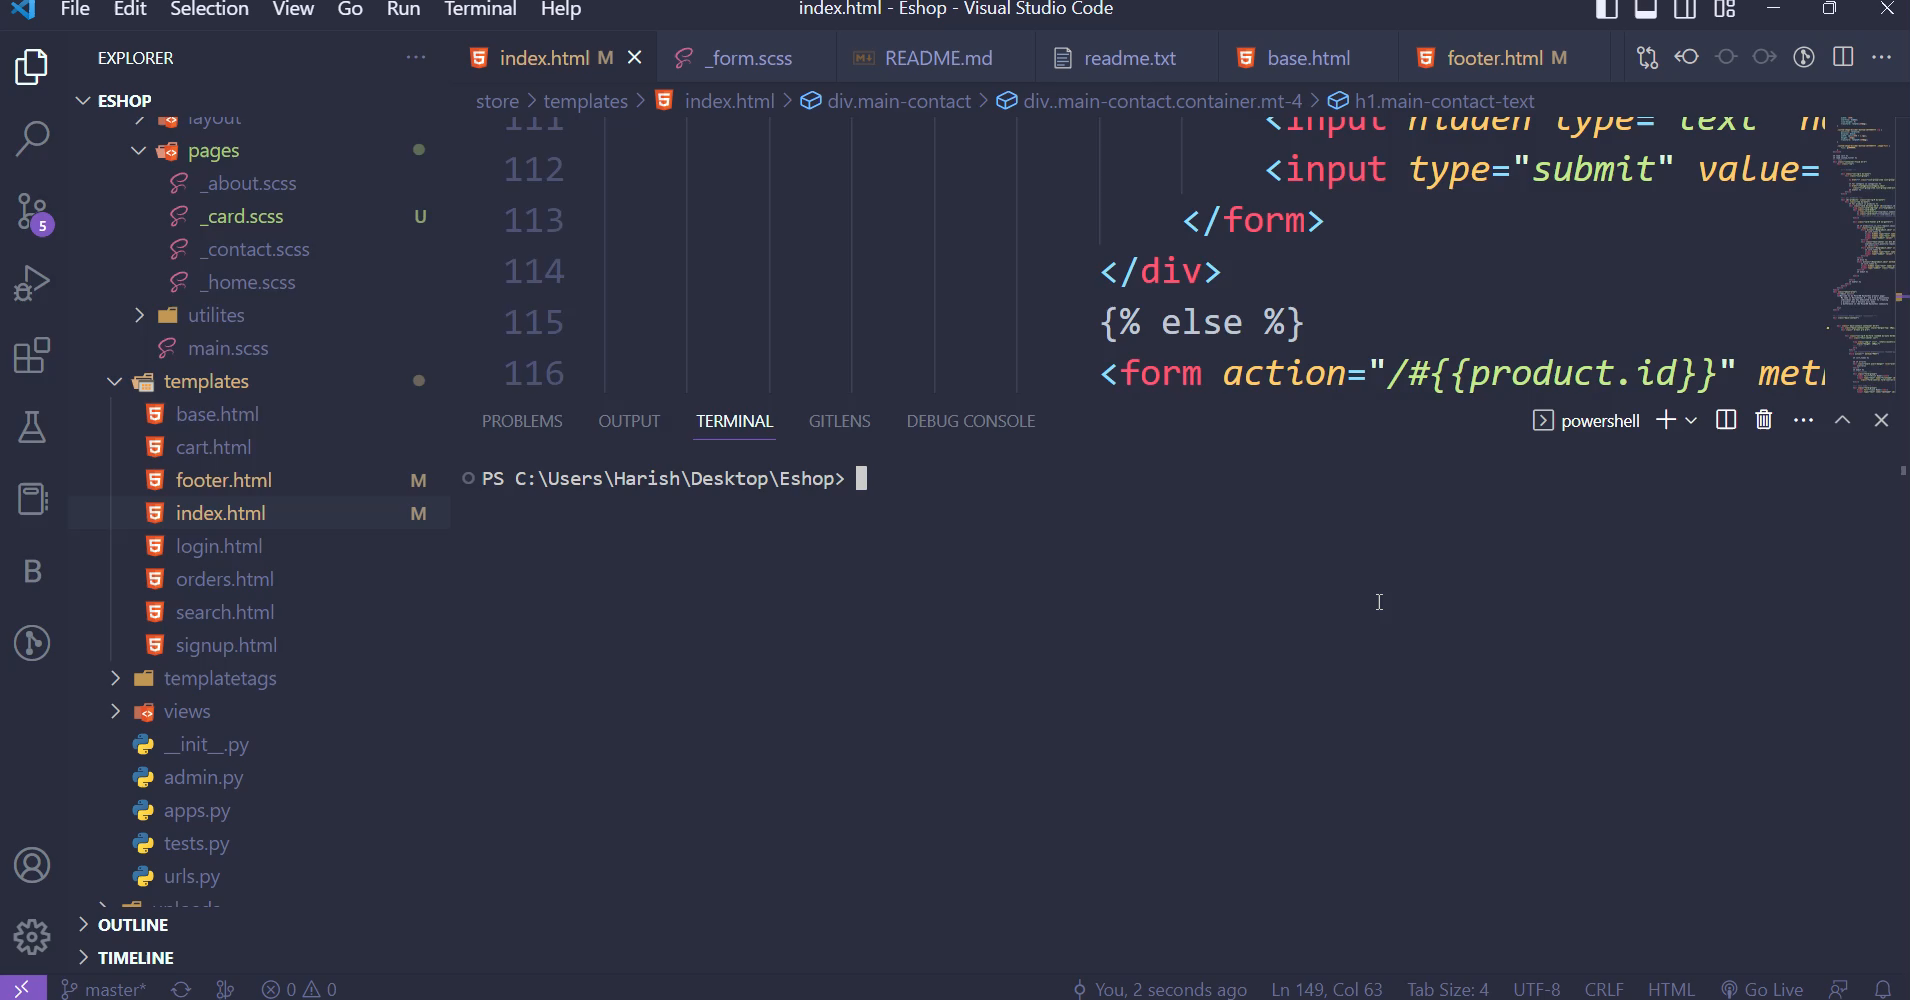 File Edit Selection View Go Run Terminal Help
index.html - Eshop - Visual Studio Code
EXPLORER
index.html M
_form.scss
README.md
readme.txt
base.html
footer.html M
ESHOP
store > templates > index.html > div.main-contact > div..main-contact.container.mt-4 > h1.main-contact-text
layout
pages
_about.scss
_card.scss U
_contact.scss
_home.scss
utilites
main.scss
templates
base.html
cart.html
footer.html M
index.html M
login.html
orders.html
search.html
signup.html
templatetags
views
__init__.py
admin.py
apps.py
tests.py
urls.py
OUTLINE
TIMELINE
5
B
111 <input hidden type="text"
112 <input type="submit" value=
113 </form>
114 </div>
115 {% else %}
116 <form action="/#{{product.id}}"
PROBLEMS OUTPUT TERMINAL GITLENS DEBUG CONSOLE
powershell
PS C:\Users\Harish\Desktop\Eshop>
master* 0 0
You, 2 seconds ago Ln 149, Col 63 Tab Size: 4 UTF-8 CRLF HTML Go Live